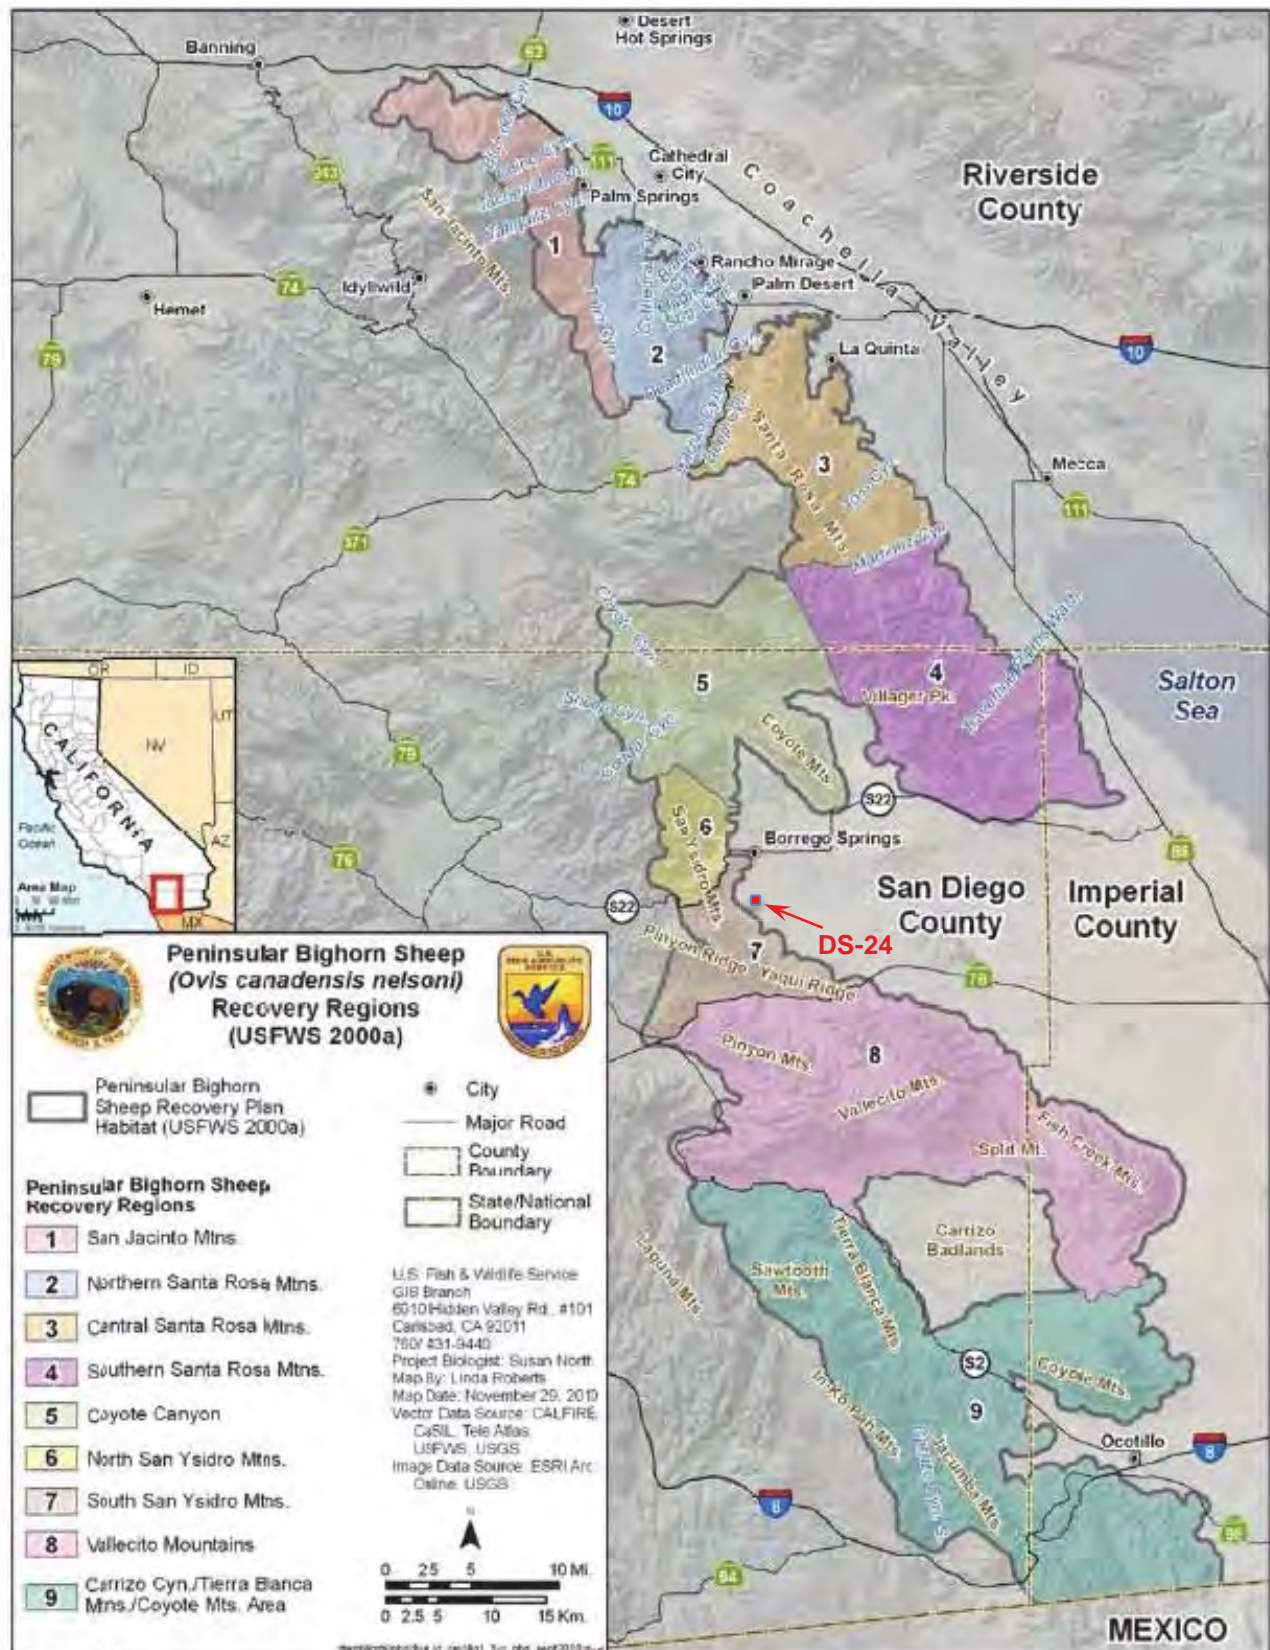 Desert
Hot Springs
Banning
62
10
243
111
Cathedral
City
Coachella Valley
Riverside
County
Palm Springs
San Jacinto Mts.
1
Rancho Mirage
Palm Desert
Idyllwild
74
Hemet
79
2
La Quinta
10
Santa Rosa Mts.
3
74
Mecca
111
371
Martinez Cyn.
5
4
Villager Pk.
Salton
Sea
Coyote Mts.
79
S22
6
San Ysidro Mts.
Borrego Springs
76
86
S22
San Diego
County
Imperial
County
DS-24
7
Pinyon Ridge
Yaqui Ridge
78
Pinyon Mts.
8
Vallecito Mts.
Fish Creek Mts.
Split Mt.
Carrizo
Badlands
Tierra Blanca Mts.
Sawtooth
Mts.
Laguna Mts.
S2
Coyote Mts.
In-Ko-Pah Mts.
9
Jacumba Mts.
Ocotillo
8
8
98
94
MEXICO
OR
ID
NV
UT
CALIFORNIA
AZ
Pacific
Ocean
Area Map
MX
Peninsular Bighorn Sheep
(Ovis canadensis nelsoni)
Recovery Regions
(USFWS 2000a)
Peninsular Bighorn
Sheep Recovery Plan
Habitat (USFWS 2000a)
City
Major Road
County
Boundary
State/National
Boundary
Peninsular Bighorn Sheep
Recovery Regions
1 San Jacinto Mtns.
2 Northern Santa Rosa Mtns.
3 Central Santa Rosa Mtns.
4 Southern Santa Rosa Mtns.
5 Coyote Canyon
6 North San Ysidro Mtns.
7 South San Ysidro Mtns.
8 Vallecito Mountains
9 Carrizo Cyn./Tierra Blanca
Mtns./Coyote Mts. Area
U.S. Fish & Wildlife Service
GIS Branch
6010 Hidden Valley Rd., #101
Carlsbad, CA 92011
760/ 431-9440
Project Biologist: Susan North
Map By: Linda Roberts
Map Date: November 29, 2010
Vector Data Source: CALFIRE,
CaSIL, Tele Atlas,
USFWS, USGS
Image Data Source: ESRI Arc
Online, USGS
N
0 2.5 5 10 Mi.
0 2.5 5 10 15 Km.